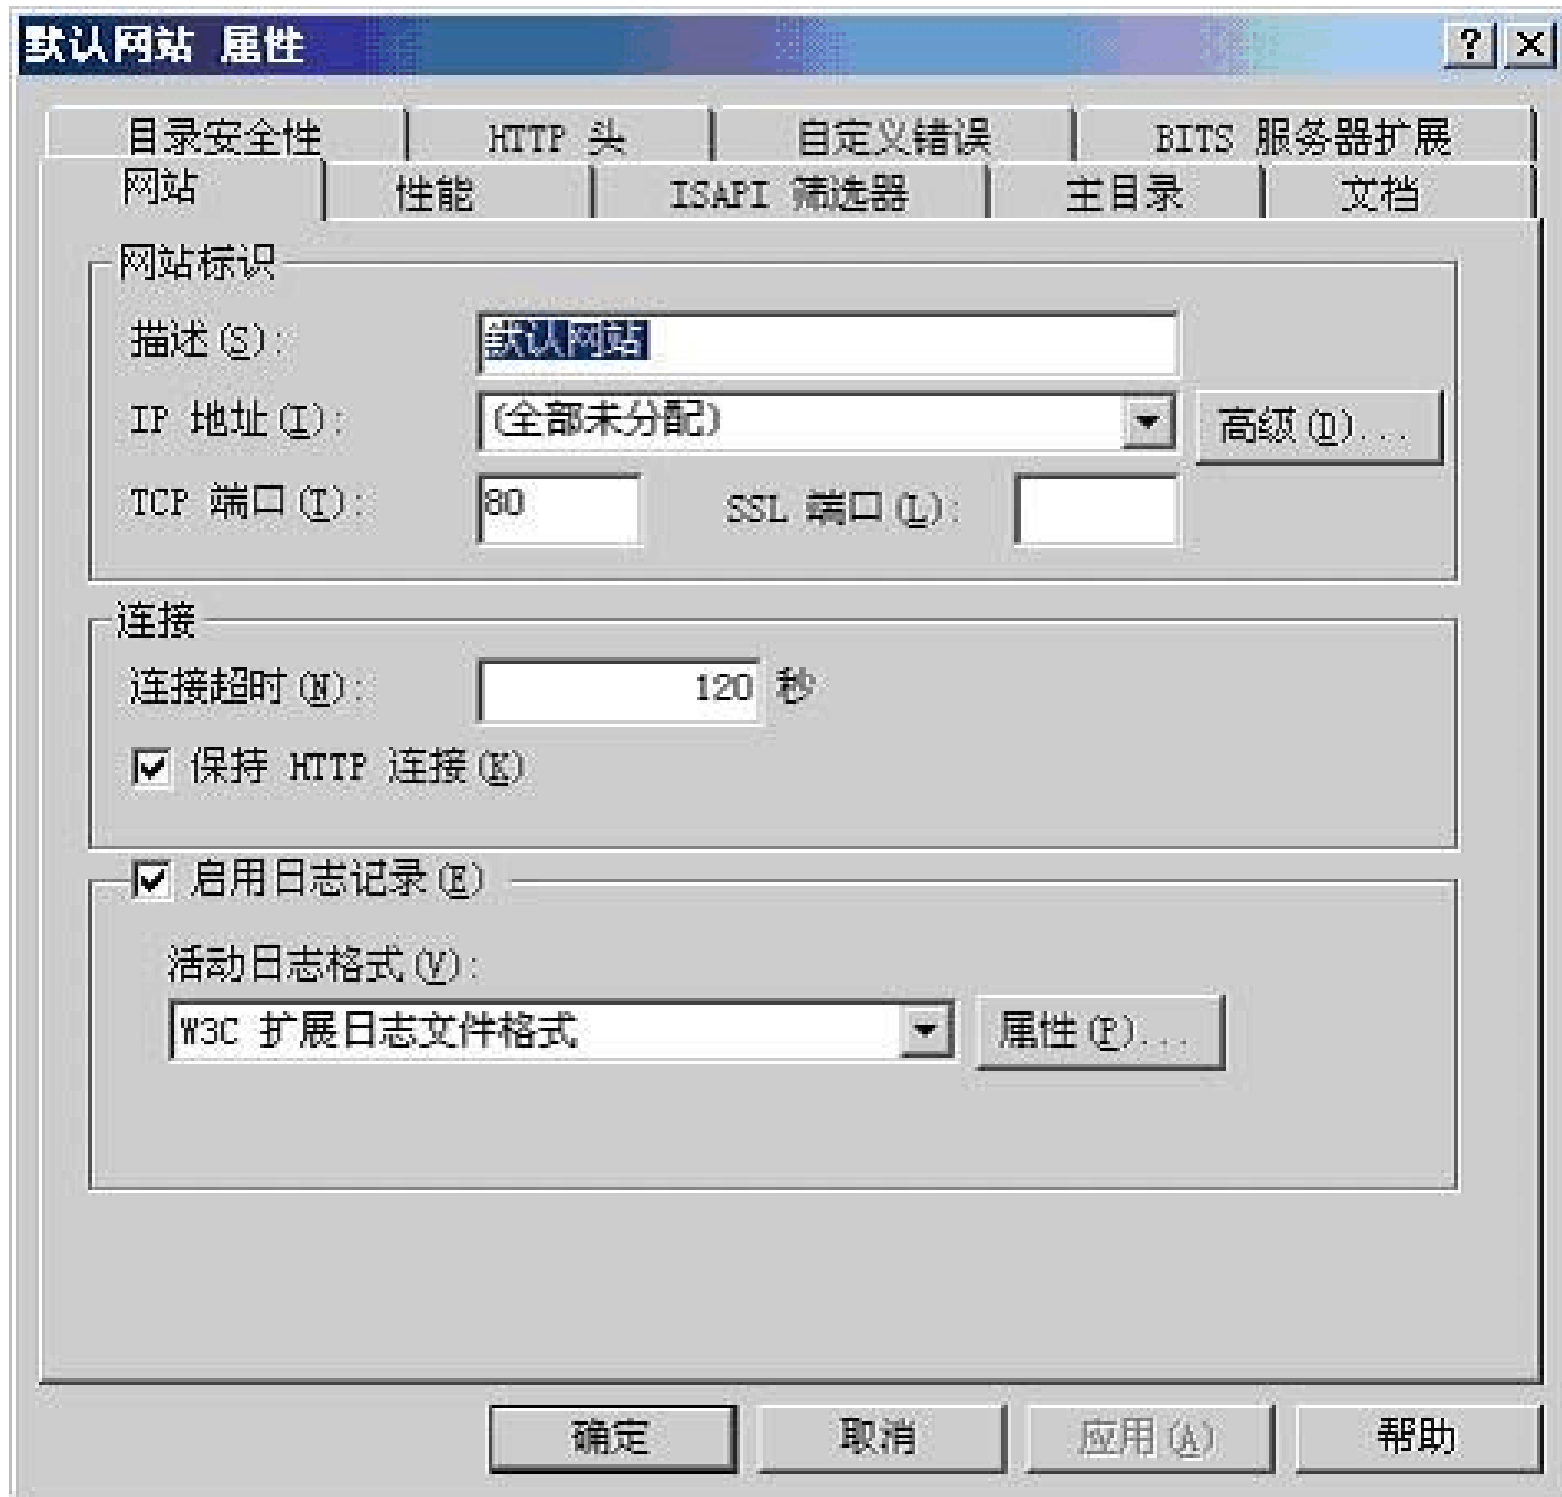 默认网站 属性
目录安全性 HTTP 头 自定义错误 BITS 服务器扩展
网站 性能 ISAPI 筛选器 主目录 文档
网站标识
描述(S): 默认网站
IP 地址(I): (全部未分配) 高级(D)...
TCP 端口(T): 80 SSL 端口(L):
连接
连接超时(N): 120 秒
保持 HTTP 连接(K)
启用日志记录(E)
活动日志格式(V):
W3C 扩展日志文件格式 属性(P)...
确定 取消 应用(A) 帮助